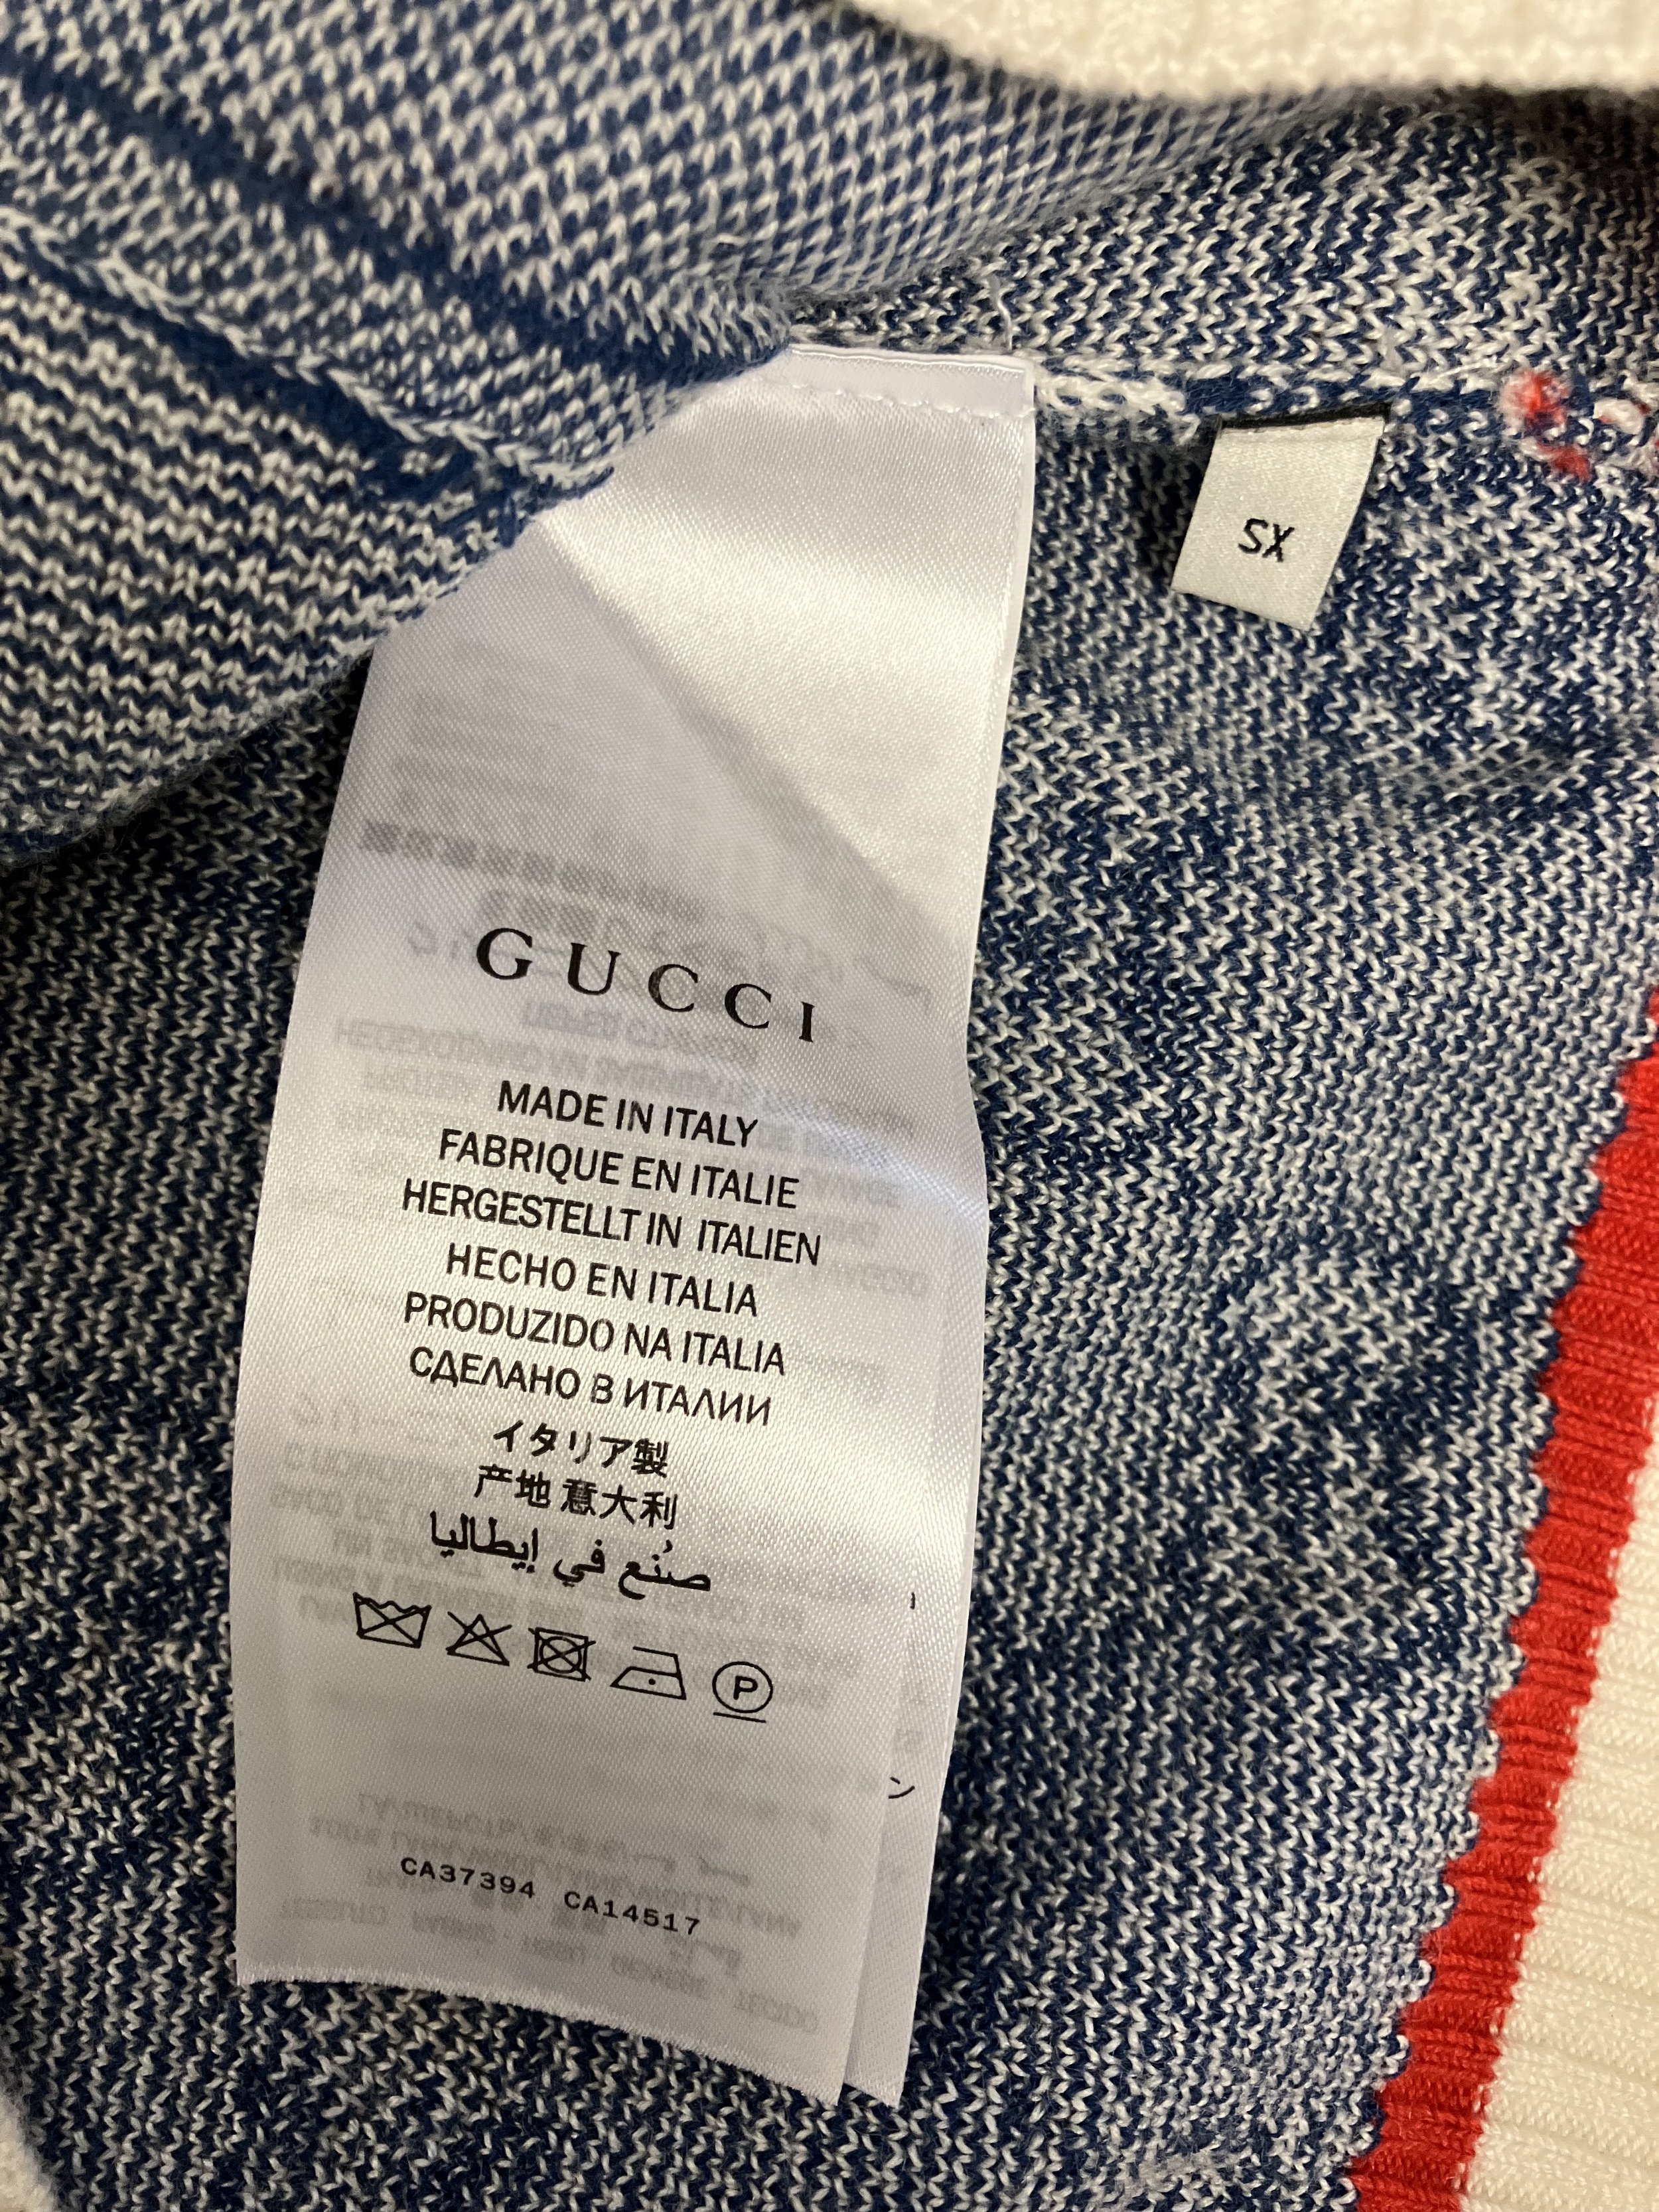 XS
GUCCI
MADE IN ITALY
FABRIQUE EN ITALIE
HERGESTELLT IN ITALIEN
HECHO EN ITALIA
PRODUZIDO NA ITALIA
СДЕЛАНО В ИТАЛИИ
イタリア製
产地 意大利
صُنع في إيطاليا
P
CA37394 CA14517